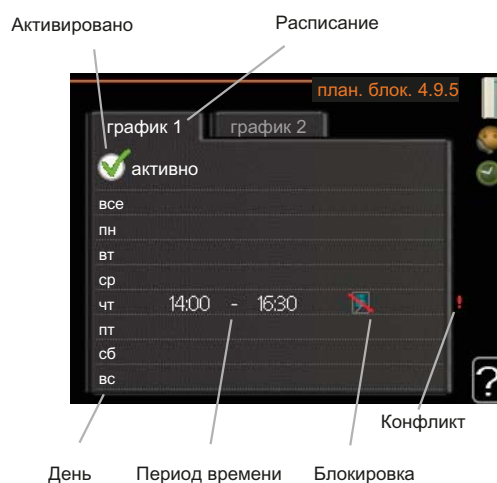 Активировано Расписание
план. блок. 4.9.5
график 1 график 2
активно
все
пн
вт
ср
чт 14:00 - 16:30 !
пт
сб
вс
?
Конфликт
День Период времени Блокировка